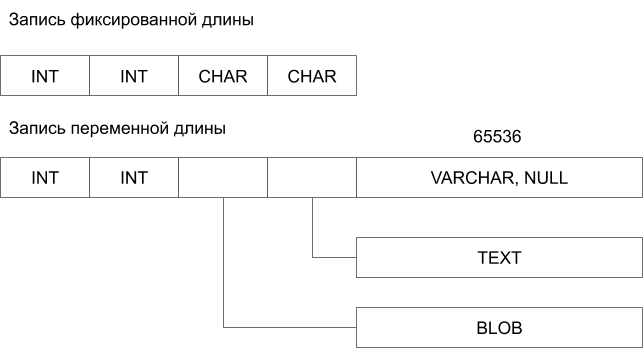 Запись фиксированной длины
INT INT CHAR CHAR
Запись переменной длины
65536
INT INT VARCHAR, NULL
TEXT
BLOB